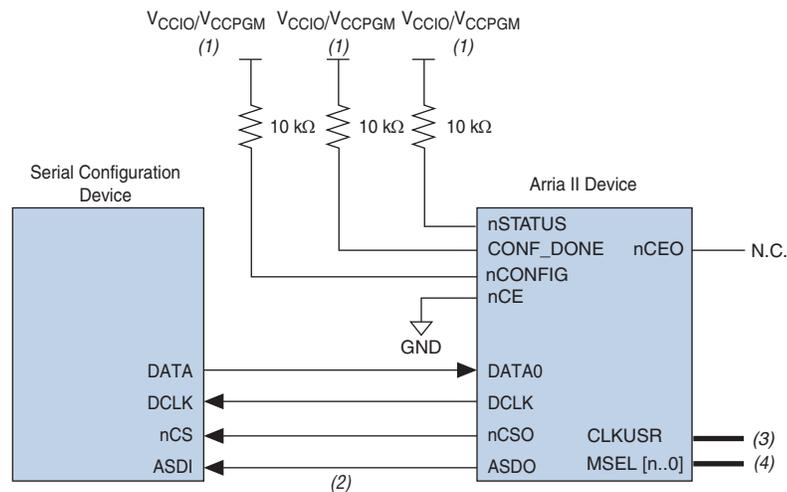 VCCIO/VCCPGM VCCIO/VCCPGM VCCIO/VCCPGM
(1) (1) (1)
10 kΩ 10 kΩ 10 kΩ
Serial Configuration
Device
Arria II Device
nSTATUS
CONF_DONE nCEO N.C.
nCONFIG
nCE
GND
DATA DATA0
DCLK DCLK
nCS nCSO CLKUSR (3)
ASDI ASDO MSEL [n..0] (4)
(2)